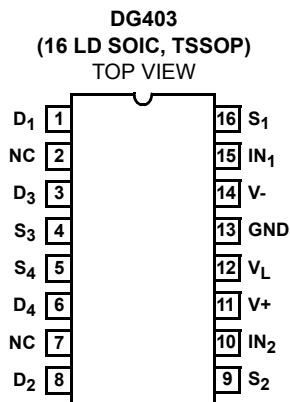 DG403
(16 LD SOIC, TSSOP)
TOP VIEW
D1 1 16 S1
NC 2 15 IN1
D3 3 14 V-
S3 4 13 GND
S4 5 12 VL
D4 6 11 V+
NC 7 10 IN2
D2 8 9 S2